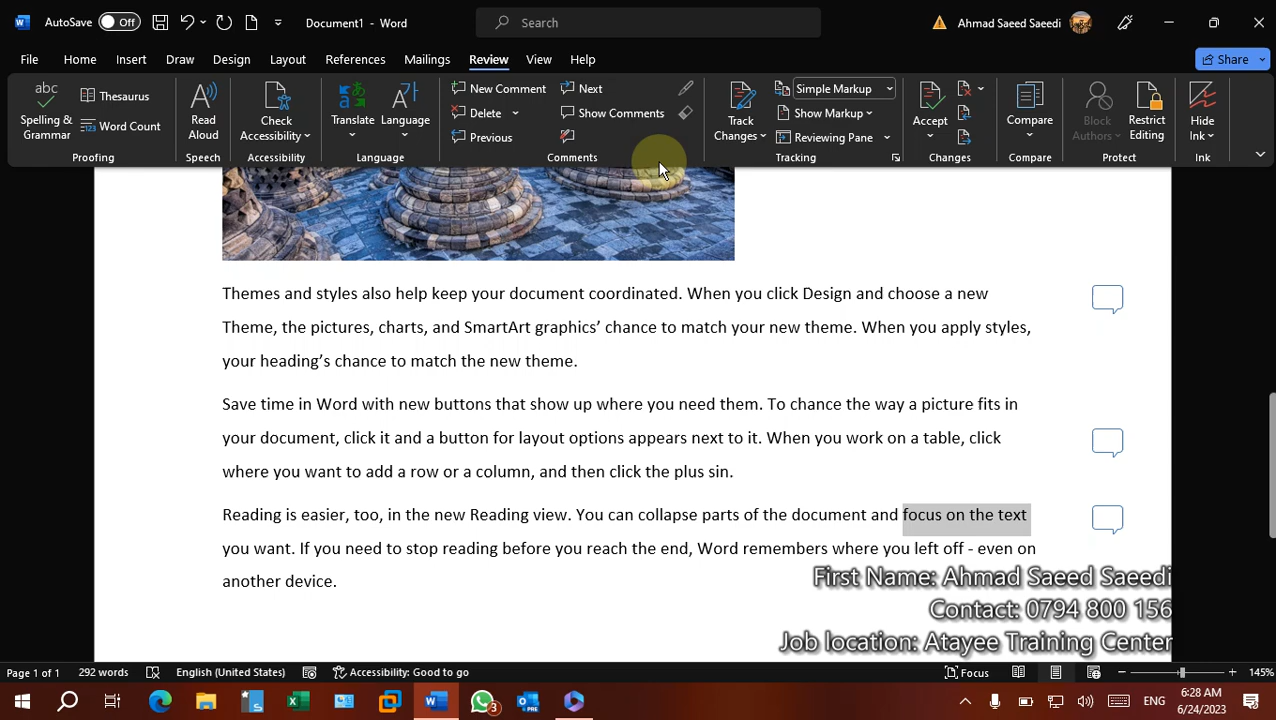 AutoSave Off Document1 - Word Search Ahmad Saeed Saeedi
File Home Insert Draw Design Layout References Mailings Review View Help Share
Spelling & Grammar
Thesaurus
Word Count
Proofing
Read Aloud
Speech
Check Accessibility
Accessibility
Translate
Language
Language
New Comment
Delete
Previous
Next
Show Comments
Comments
Track Changes
Simple Markup
Show Markup
Reviewing Pane
Tracking
Accept
Changes
Compare
Compare
Block Authors
Restrict Editing
Protect
Hide Ink
Ink
Themes and styles also help keep your document coordinated. When you click Design and choose a new
Theme, the pictures, charts, and SmartArt graphics’ chance to match your new theme. When you apply styles,
your heading’s chance to match the new theme.
Save time in Word with new buttons that show up where you need them. To chance the way a picture fits in
your document, click it and a button for layout options appears next to it. When you work on a table, click
where you want to add a row or a column, and then click the plus sin.
Reading is easier, too, in the new Reading view. You can collapse parts of the document and focus on the text
you want. If you need to stop reading before you reach the end, Word remembers where you left off - even on
another device.
First Name: Ahmad Saeed Saeedi
Contact: 0794 800 156
Job location: Atayee Training Center
Page 1 of 1 292 words English (United States) Accessibility: Good to go Focus 145%
3 ENG 6:28 AM
6/24/2023